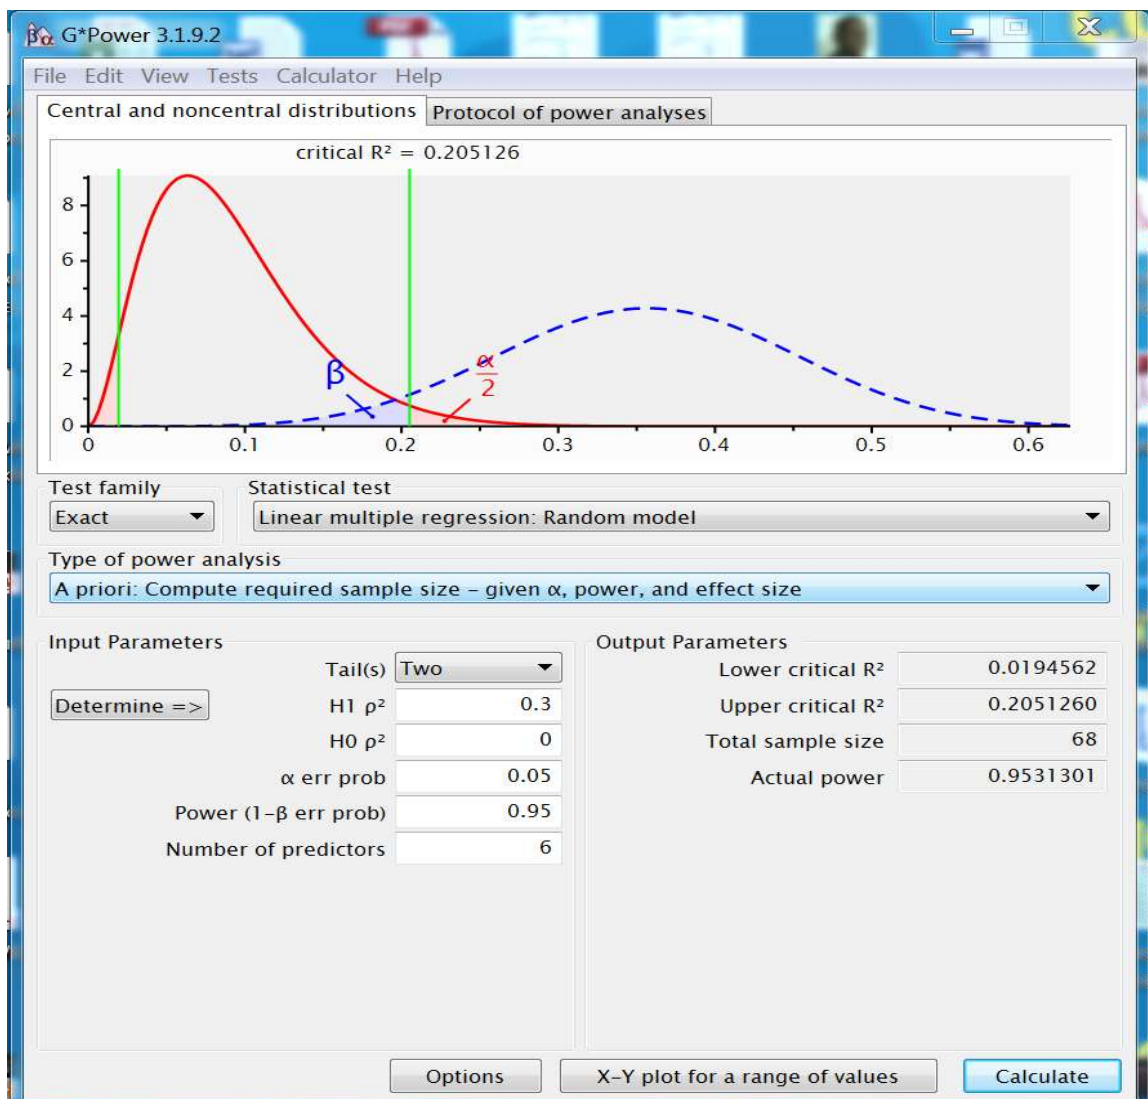 G*Power 3.1.9.2
File Edit View Tests Calculator Help
Central and noncentral distributions Protocol of power analyses
critical R² = 0.205126
8
6
4
2
0
β
α
2
0 0.1 0.2 0.3 0.4 0.5 0.6
Test family Statistical test
Exact Linear multiple regression: Random model
Type of power analysis
A priori: Compute required sample size – given α, power, and effect size
Input Parameters Output Parameters
Tail(s) Two Lower critical R² 0.0194562
Determine => H1 ρ² 0.3 Upper critical R² 0.2051260
H0 ρ² 0 Total sample size 68
α err prob 0.05 Actual power 0.9531301
Power (1-β err prob) 0.95
Number of predictors 6
Options X-Y plot for a range of values Calculate